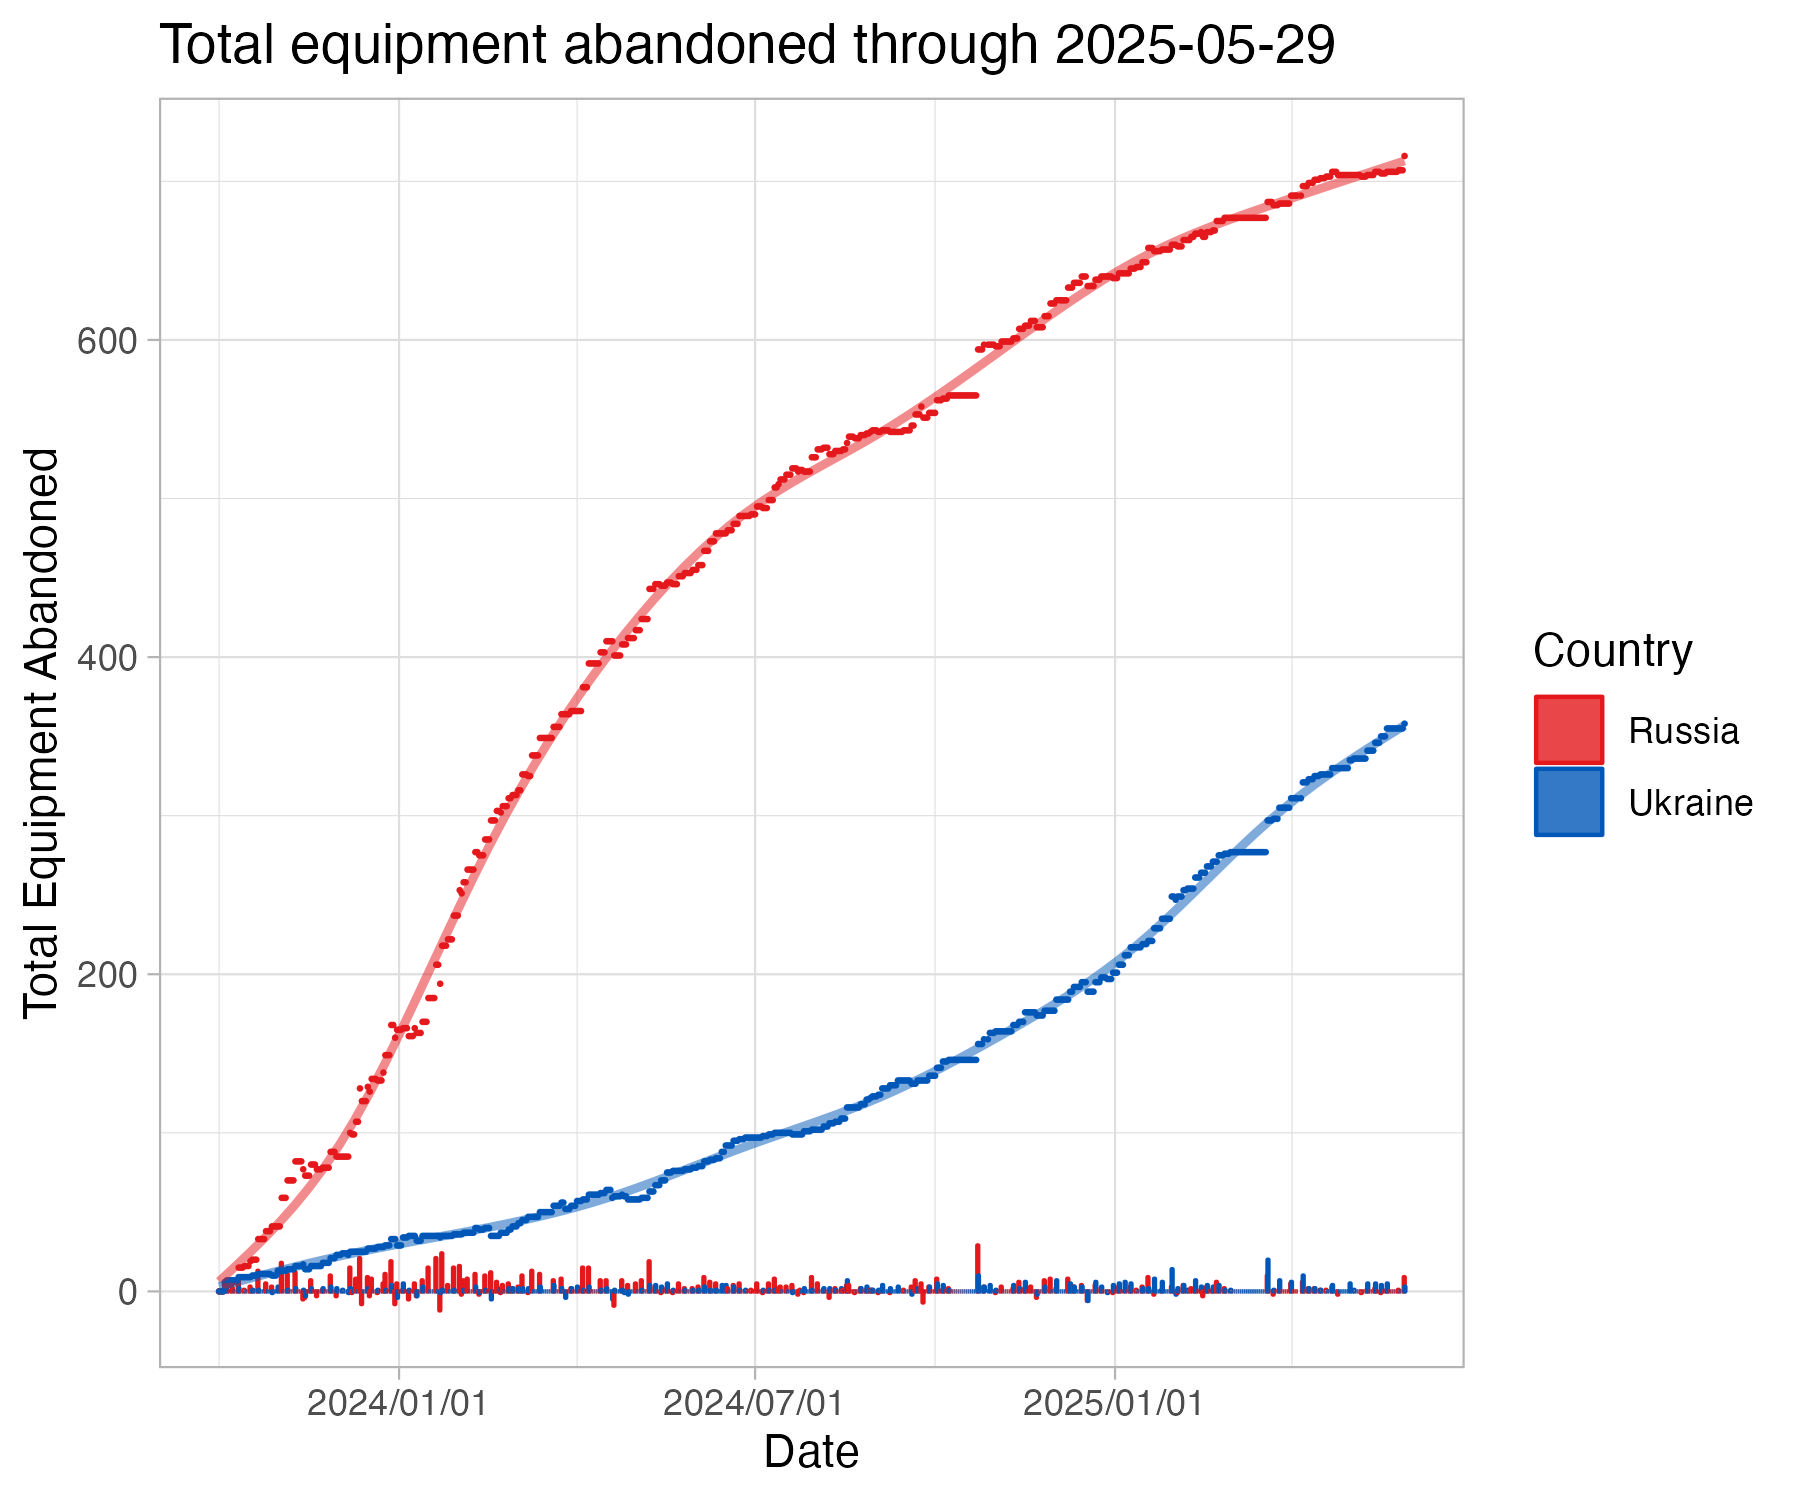 Total equipment abandoned through 2025-05-29
Total Equipment Abandoned
600
400
200
0
2024/01/01
2024/07/01
2025/01/01
Date
Country
Russia
Ukraine